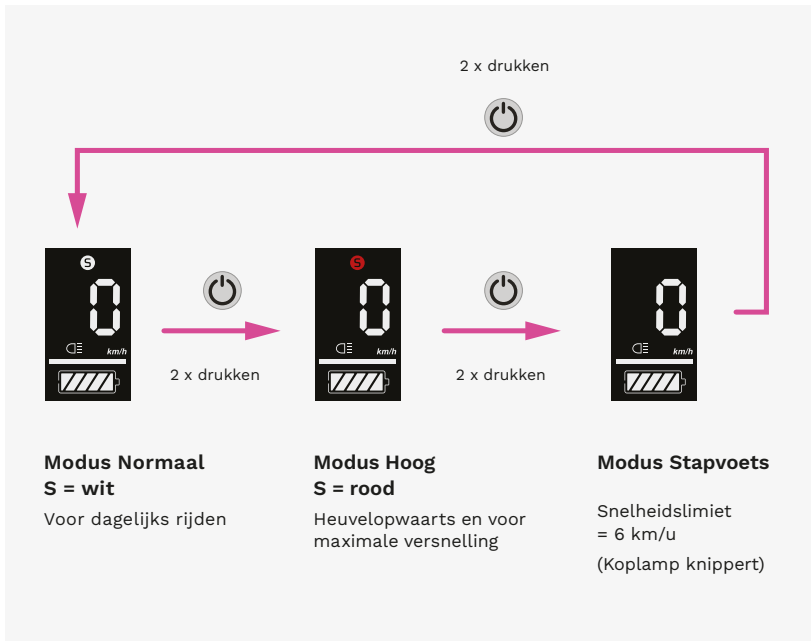 2 x drukken
S
0
km/h
2 x drukken
S
0
km/h
2 x drukken
0
km/h
Modus Normaal
S = wit
Voor dagelijks rijden
Modus Hoog
S = rood
Heuvelopwaarts en voor
maximale versnelling
Modus Stapvoets
Snelheidslimiet
= 6 km/u
(Koplamp knippert)